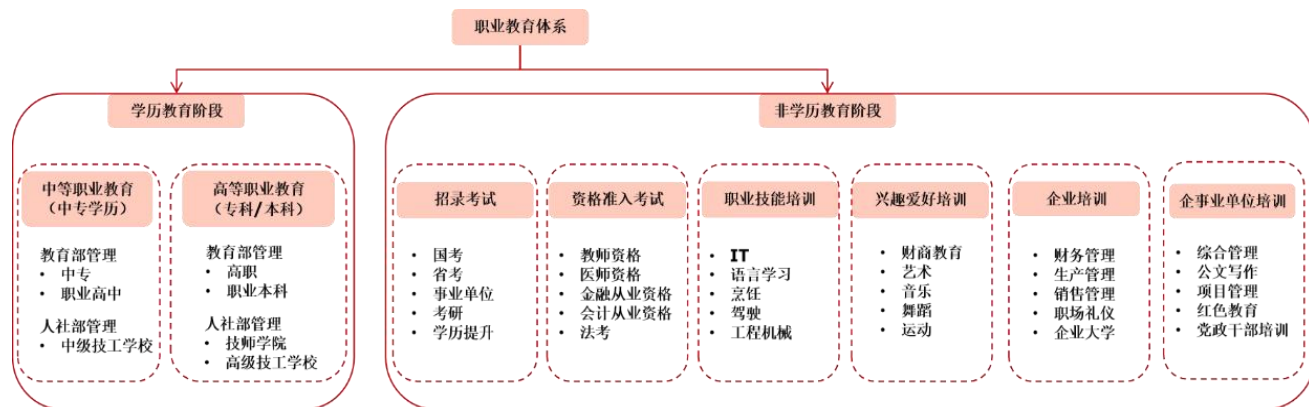 职业教育体系
学历教育阶段
非学历教育阶段
中等职业教育
（中专学历）
教育部管理
• 中专
• 职业高中
人社部管理
• 中级技工学校
高等职业教育
（专科/本科）
教育部管理
• 高职
• 职业本科
人社部管理
• 技师学院
• 高级技工学校
招录考试
• 国考
• 省考
• 事业单位
• 考研
• 学历提升
资格准入考试
• 教师资格
• 医师资格
• 金融从业资格
• 会计从业资格
• 法考
职业技能培训
• IT
• 语言学习
• 烹饪
• 驾驶
• 工程机械
兴趣爱好培训
• 财商教育
• 艺术
• 音乐
• 舞蹈
• 运动
企业培训
• 财务管理
• 生产管理
• 销售管理
• 职场礼仪
• 企业大学
企事业单位培训
• 综合管理
• 公文写作
• 项目管理
• 红色教育
• 党政干部培训